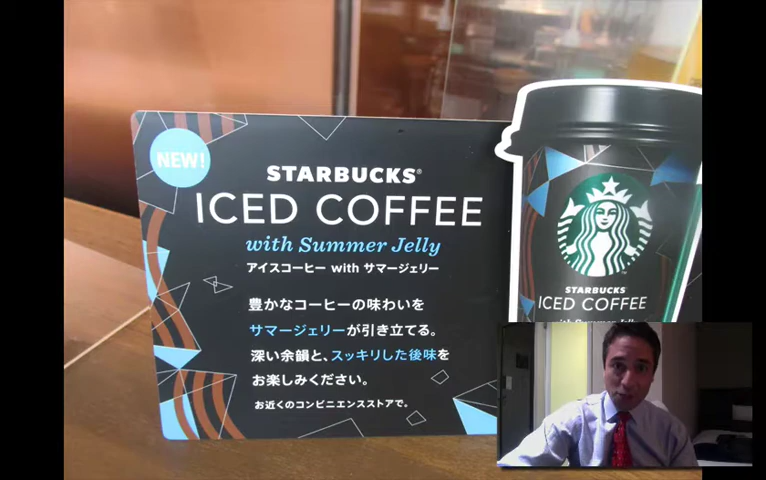 NEW!
STARBUCKS®
ICED COFFEE
with Summer Jelly
アイスコーヒー with サマージェリー
豊かなコーヒーの味わいを
サマージェリーが引き立てる。
深い余韻と、スッキリした後味を
お楽しみください。
お近くのコンビニエンスストアで。
STARBUCKS
ICED COFFEE